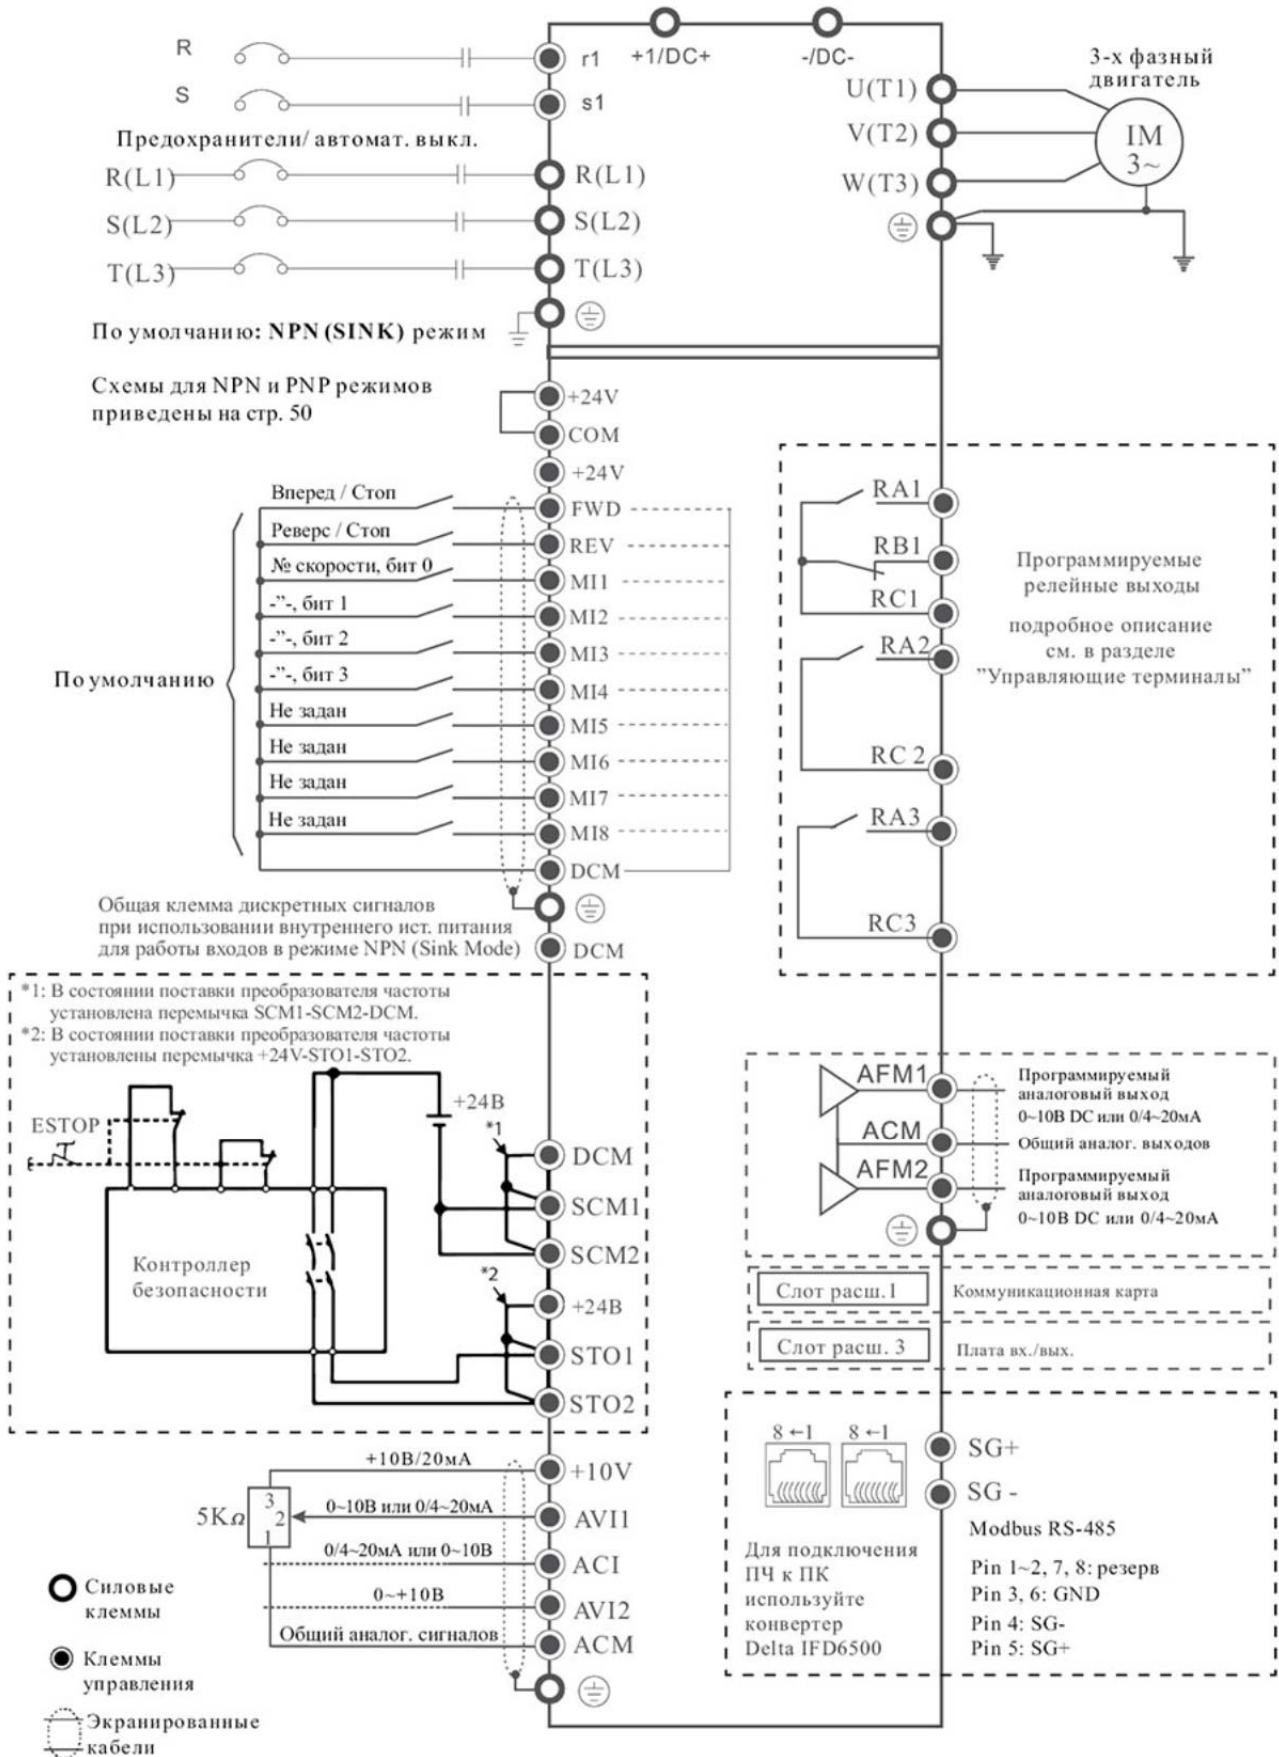 R
S
r1
s1
+1/DC+
-/DC-
3-х фазный
двигатель
U(T1)
V(T2)
W(T3)
IM
3~
Предохранители/ автомат. выкл.
R(L1)
R(L1)
S(L2)
S(L2)
T(L3)
T(L3)
По умолчанию: NPN (SINK) режим
Схемы для NPN и PNP режимов
приведены на стр. 50
+24V
COM
+24V
Вперед / Стоп
FWD
Реверс / Стоп
REV
№ скорости, бит 0
MI1
-”-, бит 1
MI2
-”-, бит 2
MI3
По умолчанию
-”-, бит 3
MI4
Не задан
MI5
Не задан
MI6
Не задан
MI7
Не задан
MI8
DCM
Общая клемма дискретных сигналов
при использовании внутреннего ист. питания
для работы входов в режиме NPN (Sink Mode)
DCM
RA1
RB1
RC1
RA2
RC 2
RA3
RC3
Программируемые
релейные выходы
подробное описание
см. в разделе
”Управляющие терминалы”
*1: В состоянии поставки преобразователя частоты
установлена перемычка SCM1-SCM2-DCM.
*2: В состоянии поставки преобразователя частоты
установлены перемычка +24V-STO1-STO2.
ESTOP
+24В
*1
DCM
SCM1
SCM2
Контроллер
безопасности
*2
+24В
STO1
STO2
AFM1
Программируемый
аналоговый выход
0~10В DC или 0/4~20мА
ACM
Общий аналог. выходов
AFM2
Программируемый
аналоговый выход
0~10В DC или 0/4~20мА
Слот расш.1
Коммуникационная карта
Слот расш. 3
Плата вх./вых.
8 ←1
8 ←1
SG+
SG -
Modbus RS-485
Pin 1~2, 7, 8: резерв
Pin 3, 6: GND
Pin 4: SG-
Pin 5: SG+
Для подключения
ПЧ к ПК
используйте
конвертер
Delta IFD6500
+10В/20мА
+10V
5KΩ
3
2
1
0~10В или 0/4~20мА
AVI1
0/4~20мА или 0~10В
ACI
0~+10В
AVI2
Общий аналог. сигналов
ACM
Силовые
клеммы
Клеммы
управления
Экранированные
кабели